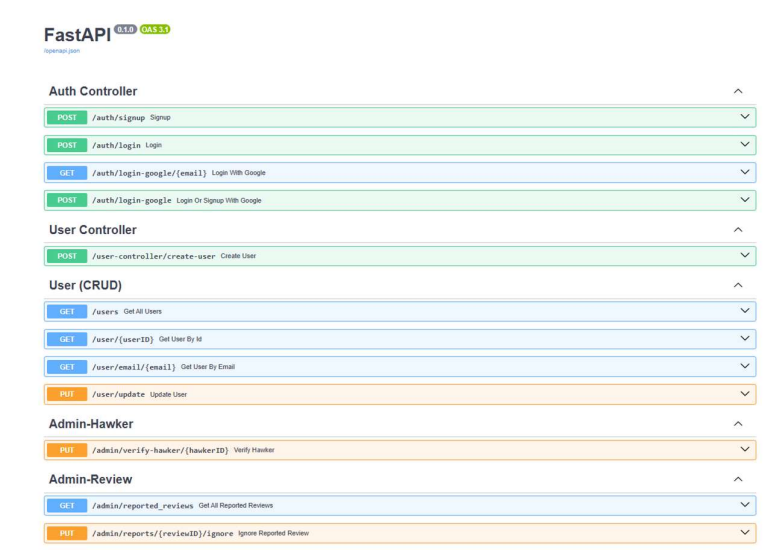 FastAPI 0.1.0 OAS 3.1
/openapi.json
Auth Controller
POST /auth/signup Signup
POST /auth/login Login
GET /auth/login-google/{email} Login With Google
POST /auth/login-google Login Or Signup With Google
User Controller
POST /user-controller/create-user Create User
User (CRUD)
GET /users Get All Users
GET /user/{userID} Get User By Id
GET /user/email/{email} Get User By Email
PUT /user/update Update User
Admin-Hawker
PUT /admin/verify-hawker/{hawkerID} Verify Hawker
Admin-Review
GET /admin/reported_reviews Get All Reported Reviews
PUT /admin/reports/{reviewID}/ignore Ignore Reported Review